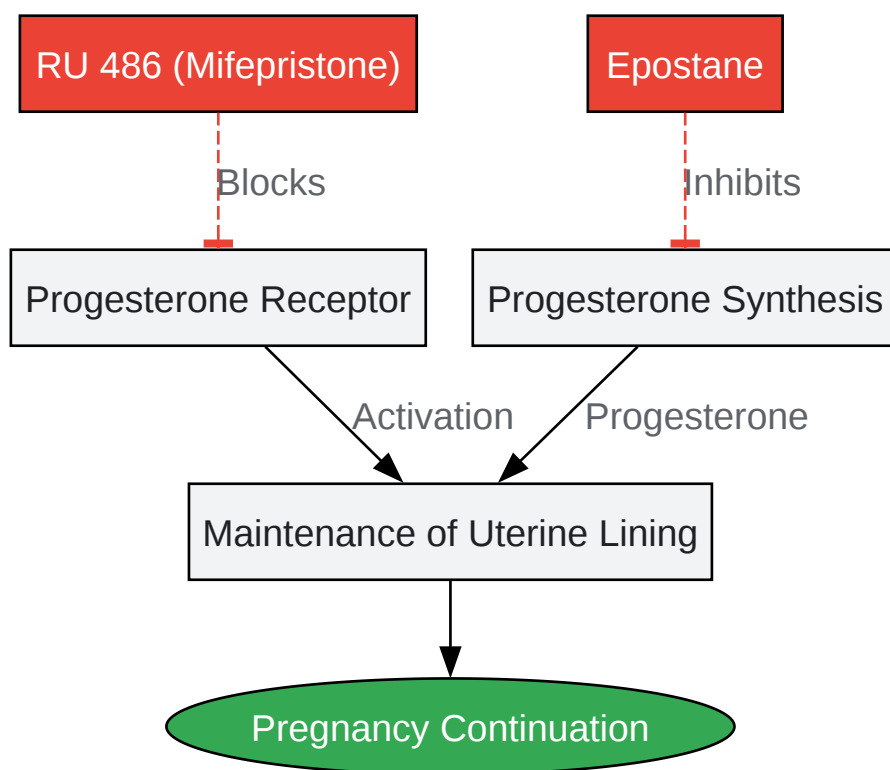 RU 486 (Mifepristone)
Epostane
Blocks
Inhibits
Progesterone Receptor
Progesterone Synthesis
Activation
Progesterone
Maintenance of Uterine Lining
Pregnancy Continuation